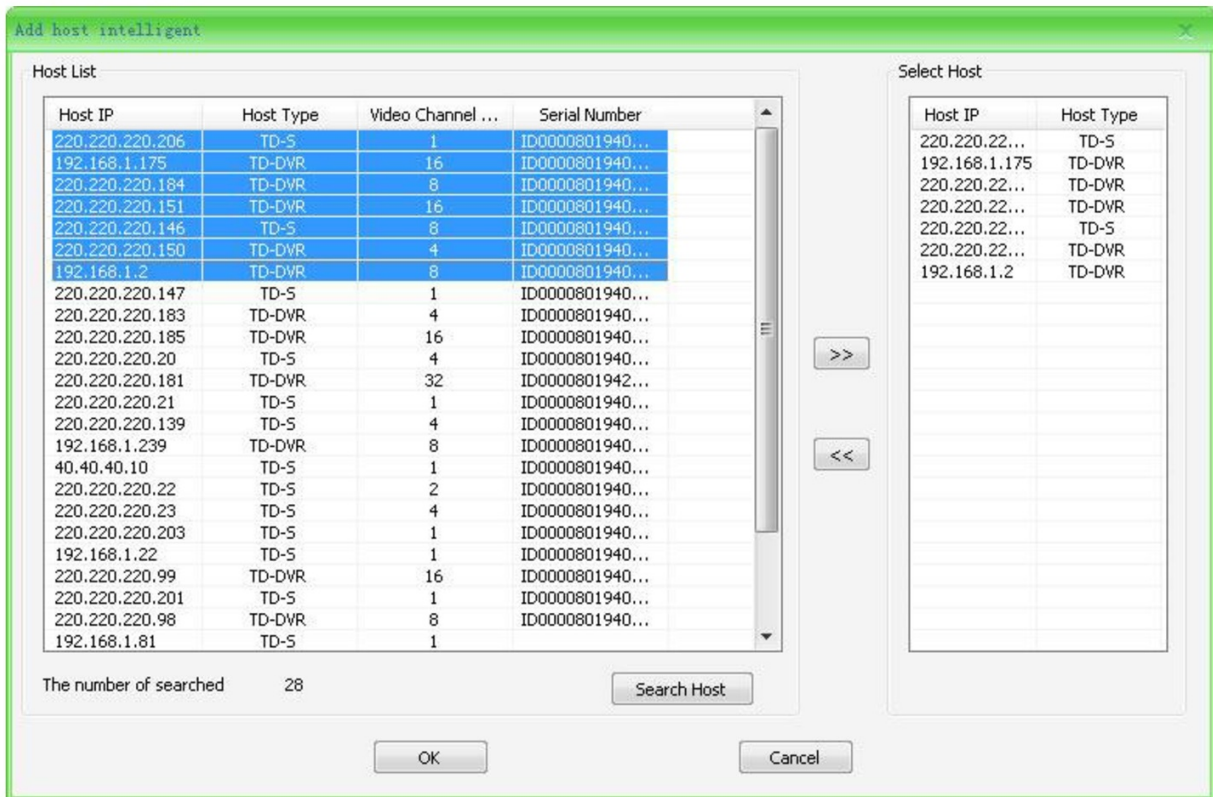 Add host intelligent
Host List
Host IP Host Type Video Channel ... Serial Number
220.220.220.206 TD-S 1 ID0000801940...
192.168.1.175 TD-DVR 16 ID0000801940...
220.220.220.184 TD-DVR 8 ID0000801940...
220.220.220.151 TD-DVR 16 ID0000801940...
220.220.220.146 TD-S 8 ID0000801940...
220.220.220.150 TD-DVR 4 ID0000801940...
192.168.1.2 TD-DVR 8 ID0000801940...
220.220.220.147 TD-S 1 ID0000801940...
220.220.220.183 TD-DVR 4 ID0000801940...
220.220.220.185 TD-DVR 16 ID0000801940...
220.220.220.20 TD-S 4 ID0000801940...
220.220.220.181 TD-DVR 32 ID0000801942...
220.220.220.21 TD-S 1 ID0000801940...
220.220.220.139 TD-S 4 ID0000801940...
192.168.1.239 TD-DVR 8 ID0000801940...
40.40.40.10 TD-S 1 ID0000801940...
220.220.220.22 TD-S 2 ID0000801940...
220.220.220.23 TD-S 4 ID0000801940...
220.220.220.203 TD-S 1 ID0000801940...
192.168.1.22 TD-S 1 ID0000801940...
220.220.220.99 TD-DVR 16 ID0000801940...
220.220.220.201 TD-S 1 ID0000801940...
220.220.220.98 TD-DVR 8 ID0000801940...
192.168.1.81 TD-S 1
The number of searched 28
Search Host
>>
<<
Select Host
Host IP Host Type
220.220.22... TD-S
192.168.1.175 TD-DVR
220.220.22... TD-DVR
220.220.22... TD-DVR
220.220.22... TD-S
220.220.22... TD-DVR
192.168.1.2 TD-DVR
OK
Cancel